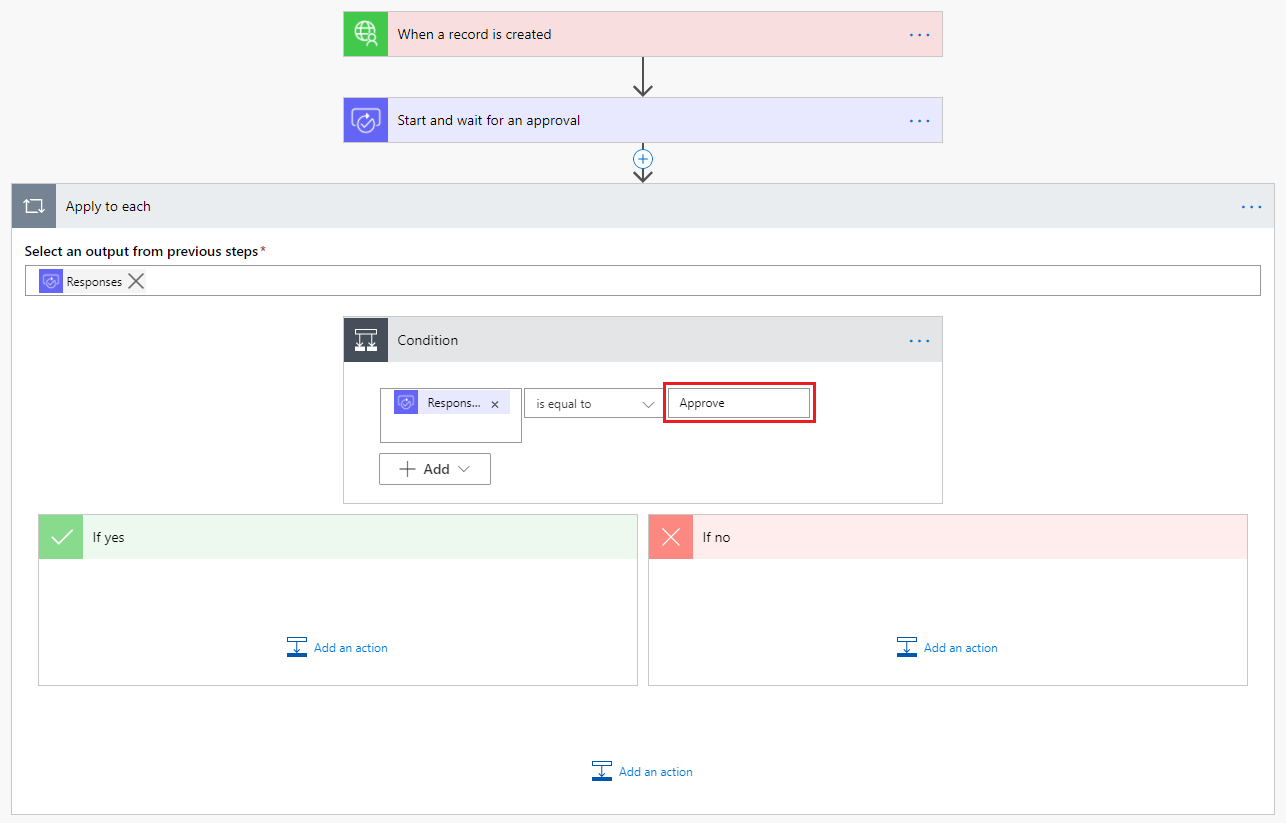 When a record is created
Start and wait for an approval
Apply to each
Select an output from previous steps*
Responses
Condition
Respons...
is equal to
Approve
Add
If yes
If no
Add an action
Add an action
Add an action